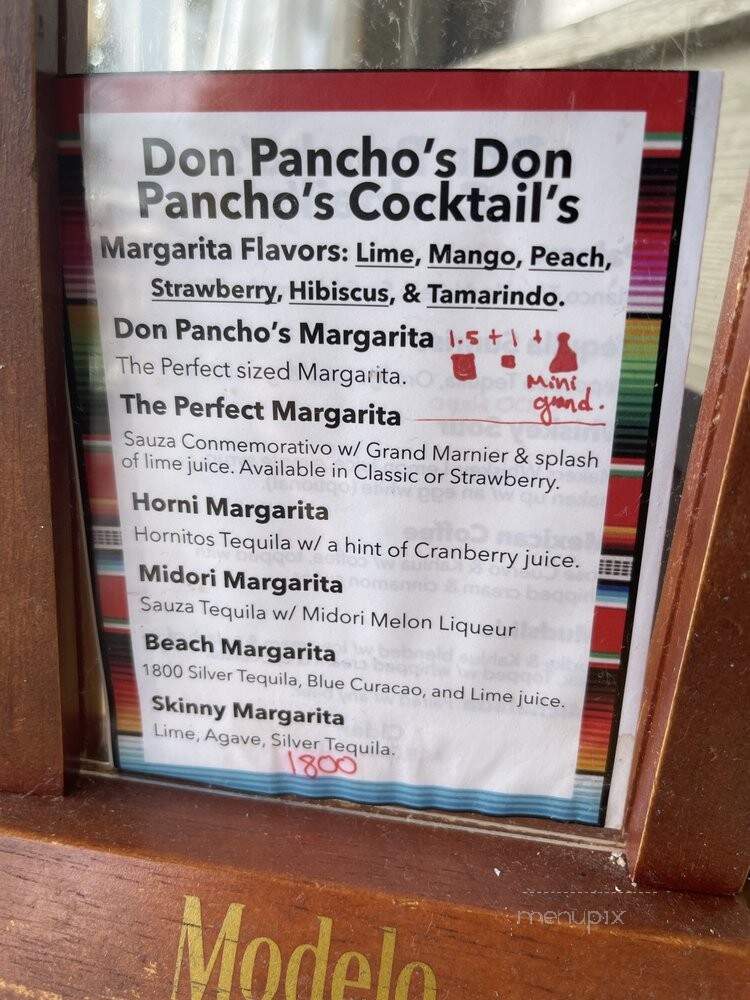 Don Pancho's Don
Pancho's Cocktail's
Margarita Flavors: Lime, Mango, Peach,
Strawberry, Hibiscus, & Tamarindo.
Don Pancho's Margarita 1.5 + 1 +
The Perfect sized Margarita.
mini
grand.
The Perfect Margarita
Sauza Conmemorativo w/ Grand Marnier & splash
of lime juice. Available in Classic or Strawberry.
Horni Margarita
Hornitos Tequila w/ a hint of Cranberry juice.
Midori Margarita
Sauza Tequila w/ Midori Melon Liqueur
Beach Margarita
1800 Silver Tequila, Blue Curacao, and Lime juice.
Skinny Margarita
Lime, Agave, Silver Tequila.
1800
menupix
Modelo